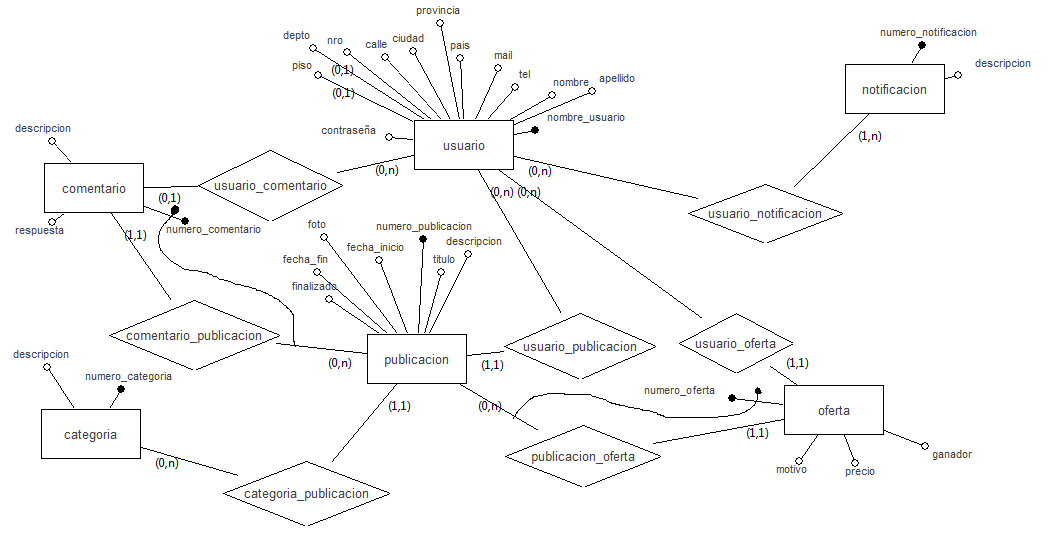 provincia
depto
nro
calle
ciudad
pais
mail
tel
nombre
apellido
piso
(0,1)
(0,1)
nombre_usuario
contraseña
usuario
numero_notificacion
descripcion
notificacion
(1,n)
descripcion
comentario
(0,1)
usuario_comentario
(0,n)
(0,n)
(0,n)
(0,n)
usuario_notificacion
respuesta
numero_comentario
(1,1)
foto
numero_publicacion
fecha_inicio
descripcion
fecha_fin
titulo
finalizado
comentario_publicacion
(0,n)
publicacion
(1,1)
usuario_publicacion
usuario_oferta
(1,1)
descripcion
numero_categoria
categoria
(0,n)
(1,1)
(0,n)
numero_oferta
oferta
(1,1)
categoria_publicacion
publicacion_oferta
motivo
precio
ganador